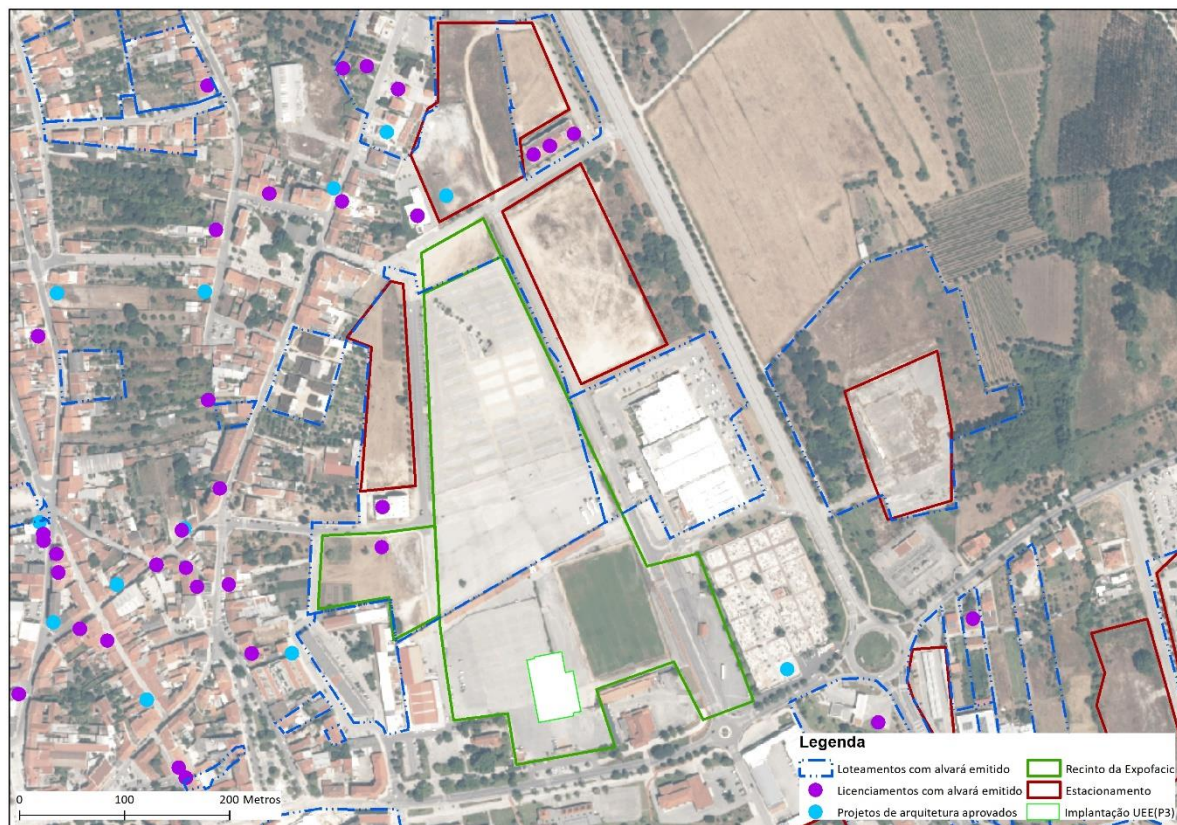 Legenda
Loteamentos com alvará emitido
Recinto da Expofacic
Licenciamentos com alvará emitido
Estacionamento
Projetos de arquitetura aprovados
Implantação UEE(P3)
0 100 200 Metros